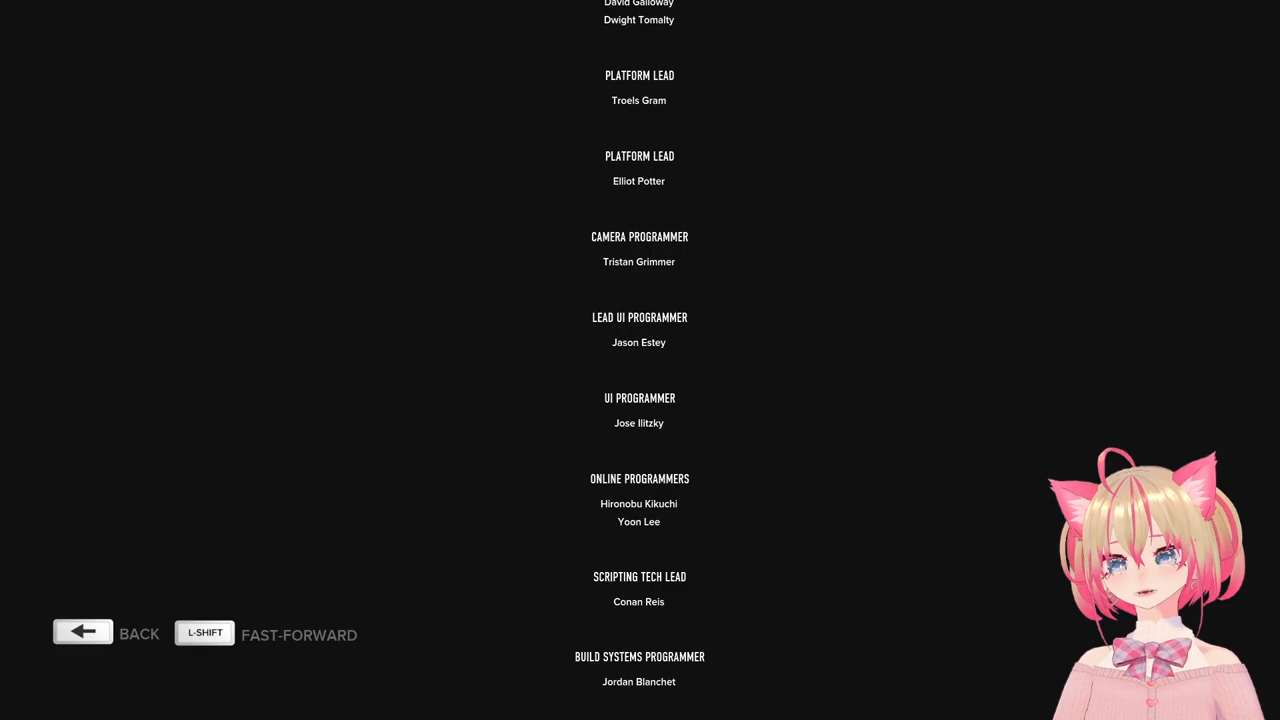 David Galloway
Dwight Tomalty
PLATFORM LEAD
Troels Gram
PLATFORM LEAD
Elliot Potter
CAMERA PROGRAMMER
Tristan Grimmer
LEAD UI PROGRAMMER
Jason Estey
UI PROGRAMMER
Jose Ilitzky
ONLINE PROGRAMMERS
Hironobu Kikuchi
Yoon Lee
SCRIPTING TECH LEAD
Conan Reis
BUILD SYSTEMS PROGRAMMER
Jordan Blanchet
BACK L-SHIFT FAST-FORWARD